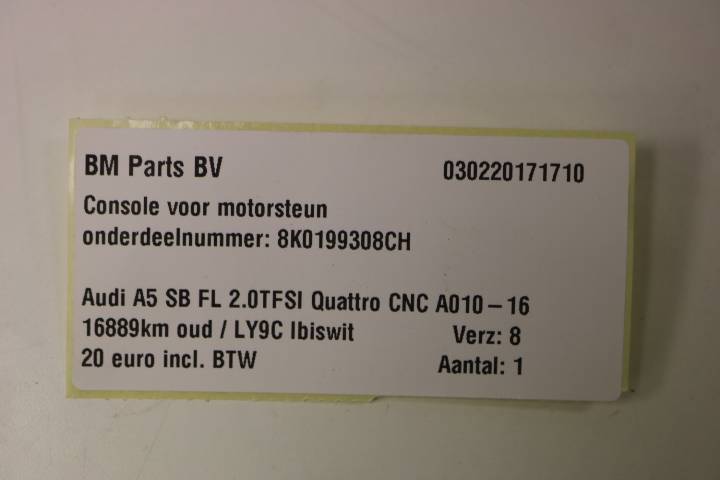 BM Parts BV 030220171710
Console voor motorsteun
onderdeelnummer: 8K0199308CH
Audi A5 SB FL 2.0TFSI Quattro CNC A010-16
16889km oud / LY9C Ibiswit Verz: 8
20 euro incl. BTW Aantal: 1